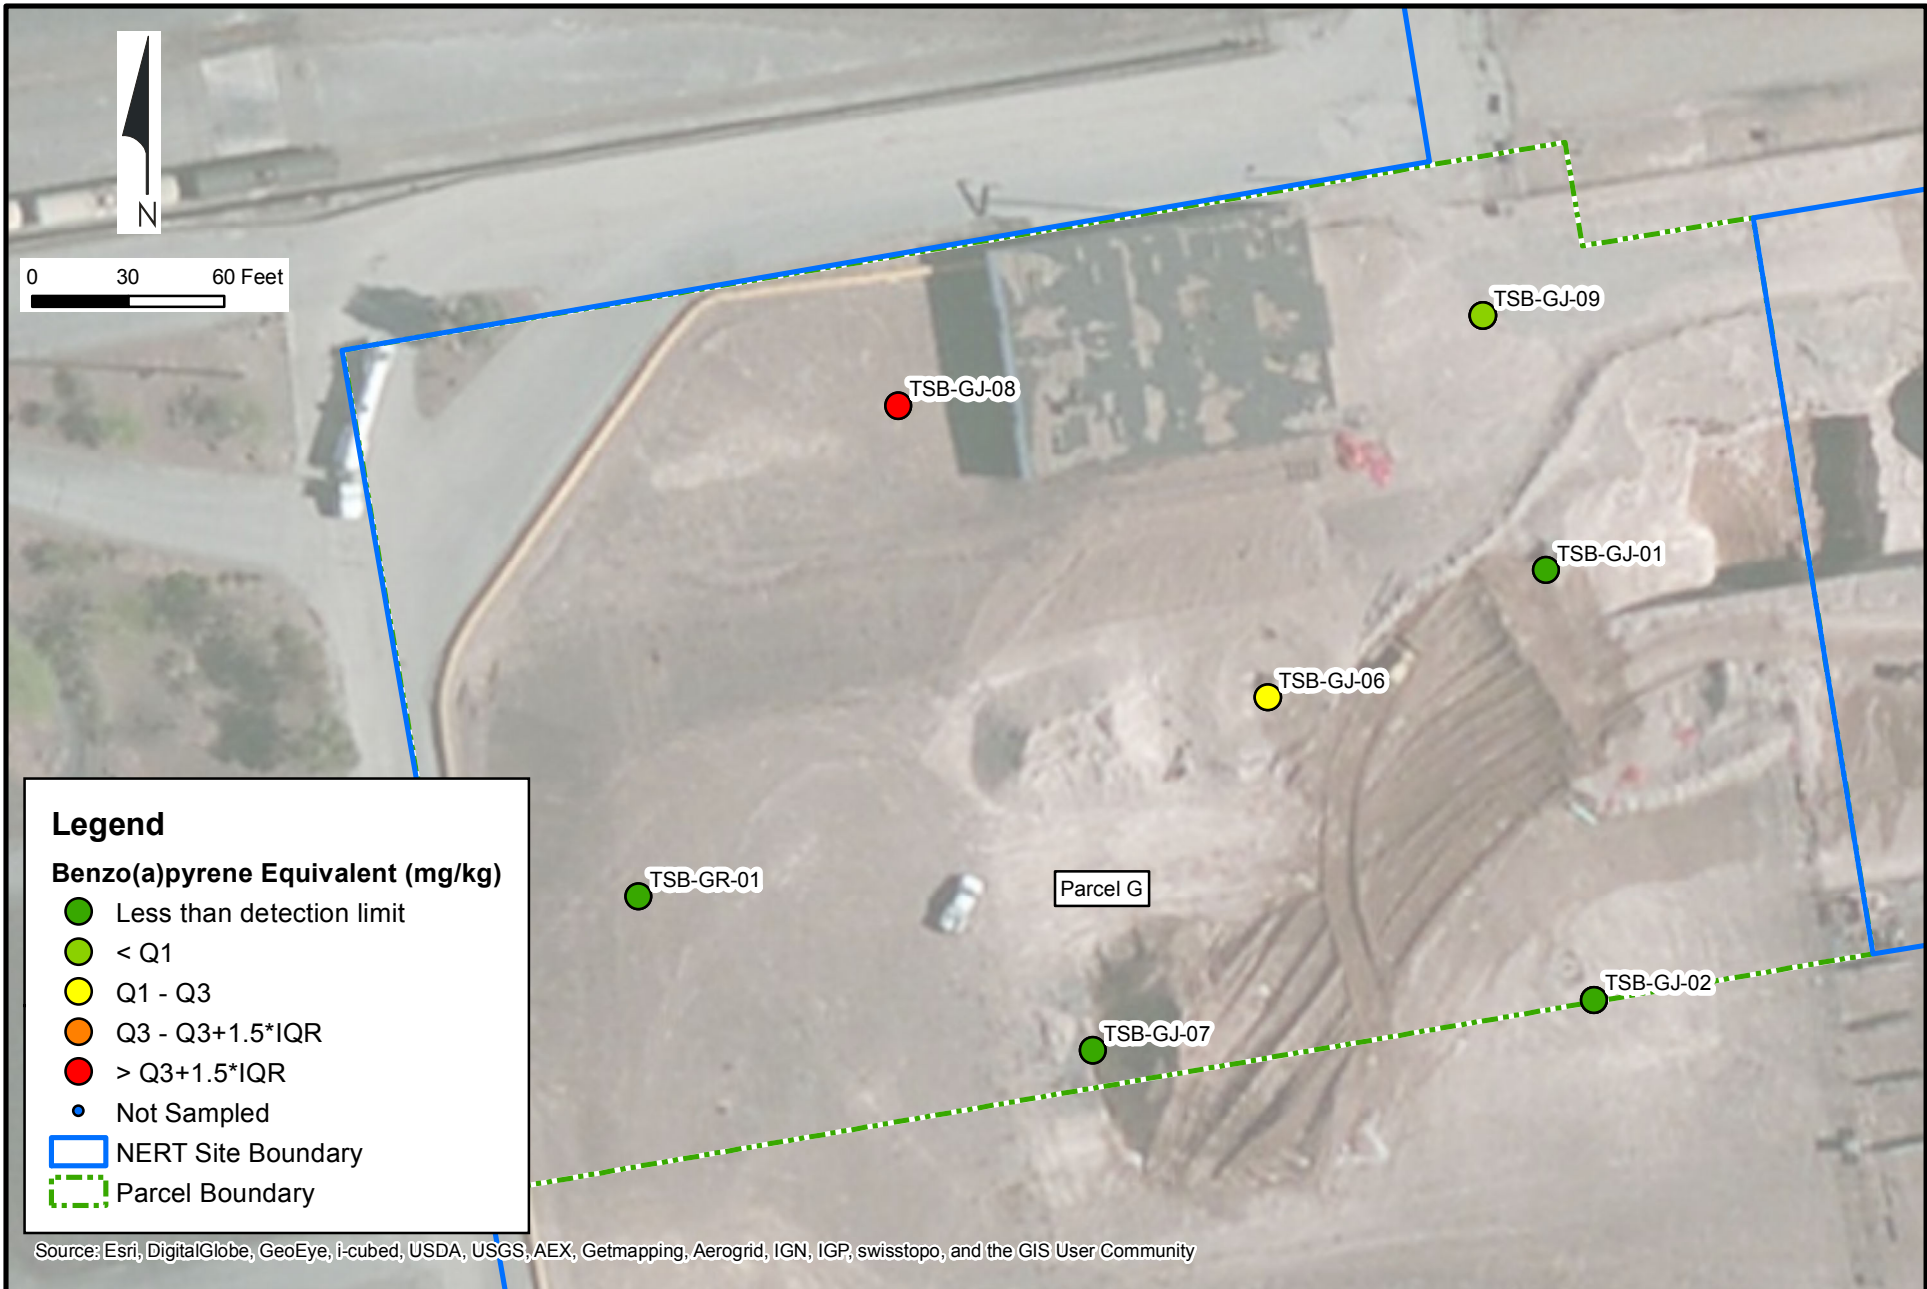 N
0 30 60 Feet
TSB-GJ-09
TSB-GJ-08
TSB-GJ-01
TSB-GJ-06
TSB-GR-01
Parcel G
TSB-GJ-02
TSB-GJ-07
Legend
Benzo(a)pyrene Equivalent (mg/kg)
Less than detection limit
< Q1
Q1 - Q3
Q3 - Q3+1.5*IQR
> Q3+1.5*IQR
Not Sampled
NERT Site Boundary
Parcel Boundary
Source: Esri, DigitalGlobe, GeoEye, i-cubed, USDA, USGS, AEX, Getmapping, Aerogrid, IGN, IGP, swisstopo, and the GIS User Community